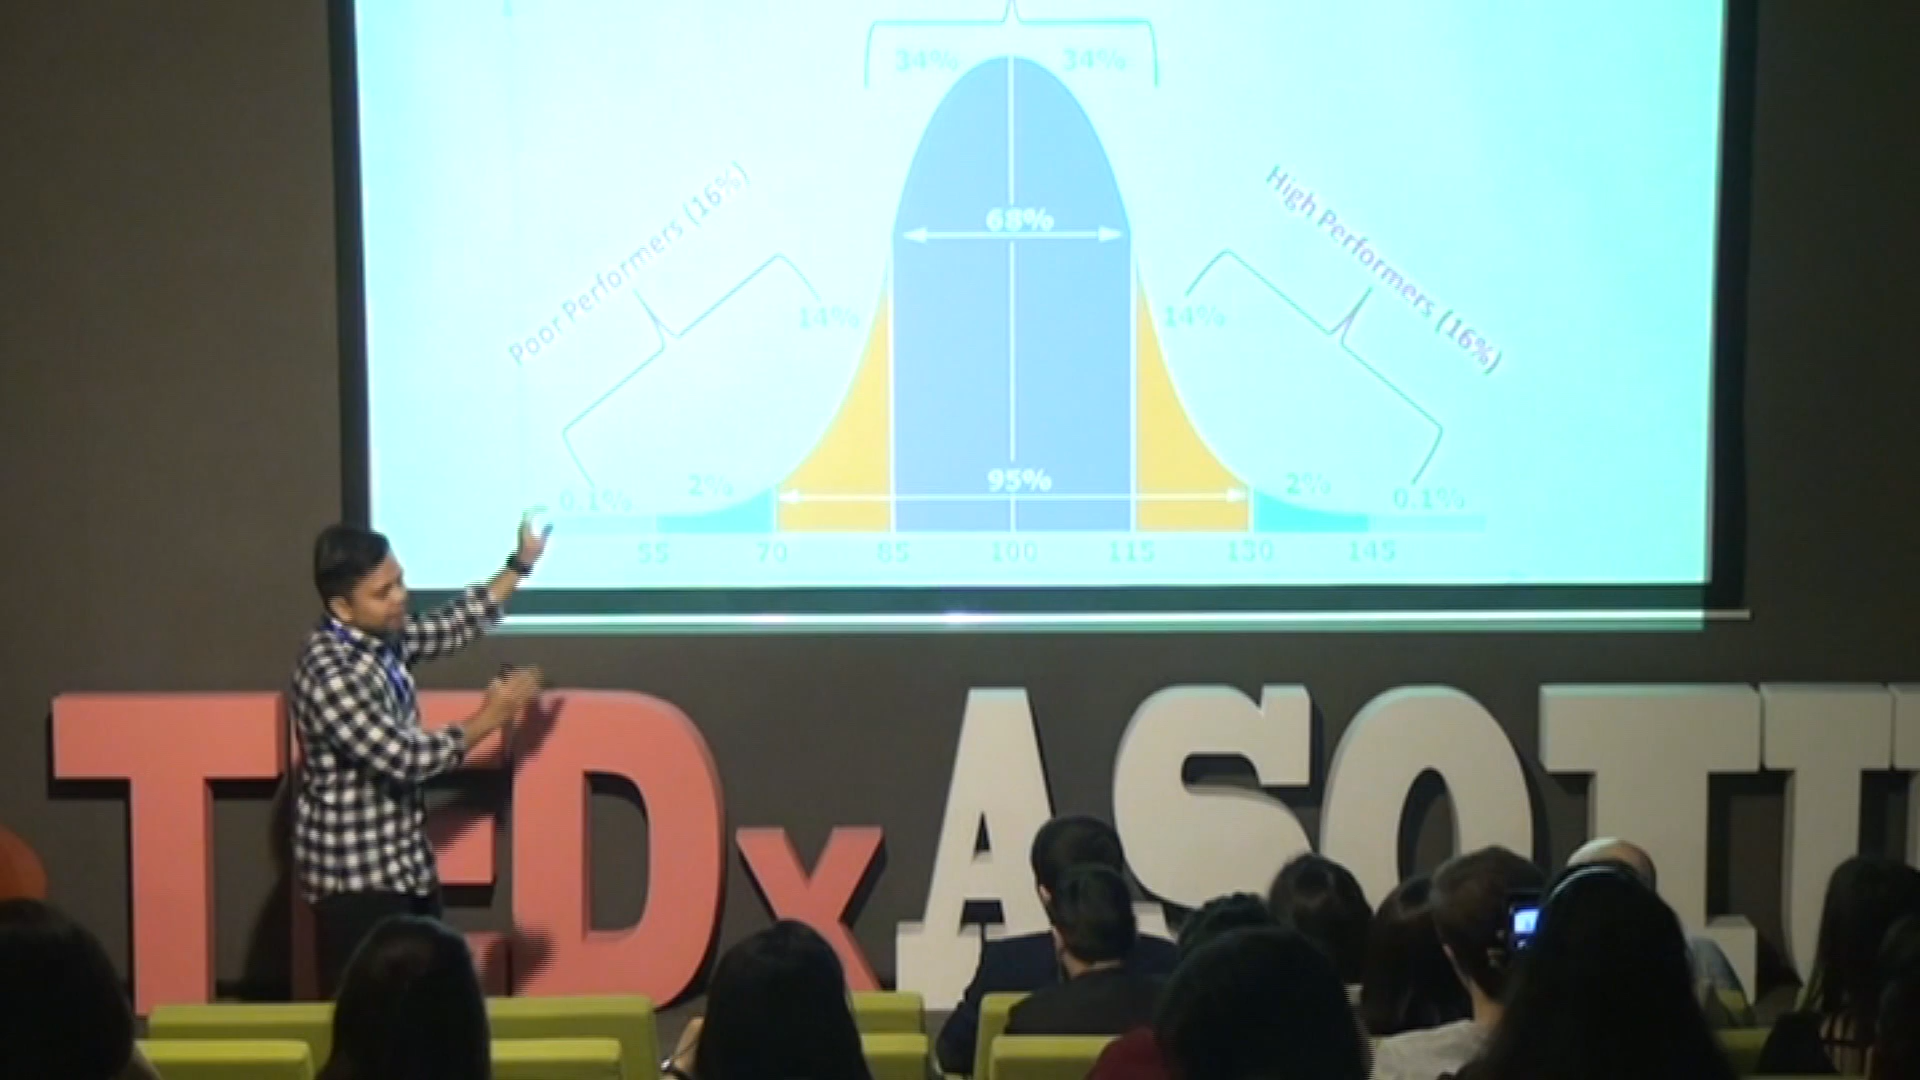 34% 34%
68%
Poor Performers (16%)
High Performers (16%)
14% 14%
95%
0.1% 2% 2% 0.1%
55 70 85 100 115 130 145
TEDx ASU